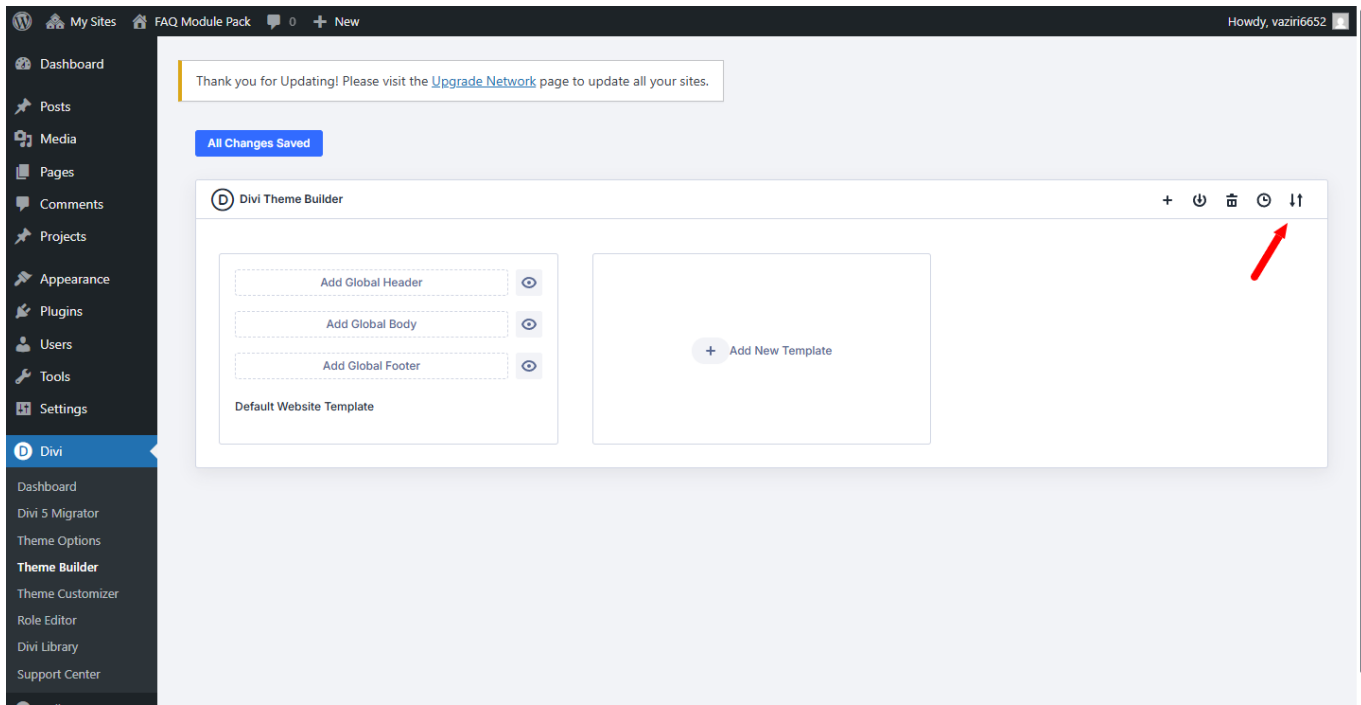 My Sites FAQ Module Pack 0 New Howdy, vaziri6652
Dashboard
Posts
Media
Pages
Comments
Projects
Appearance
Plugins
Users
Tools
Settings
D Divi
Dashboard
Divi 5 Migrator
Theme Options
Theme Builder
Theme Customizer
Role Editor
Divi Library
Support Center
Thank you for Updating! Please visit the Upgrade Network page to update all your sites.
All Changes Saved
D Divi Theme Builder
Add Global Header
Add Global Body
Add Global Footer
Default Website Template
Add New Template